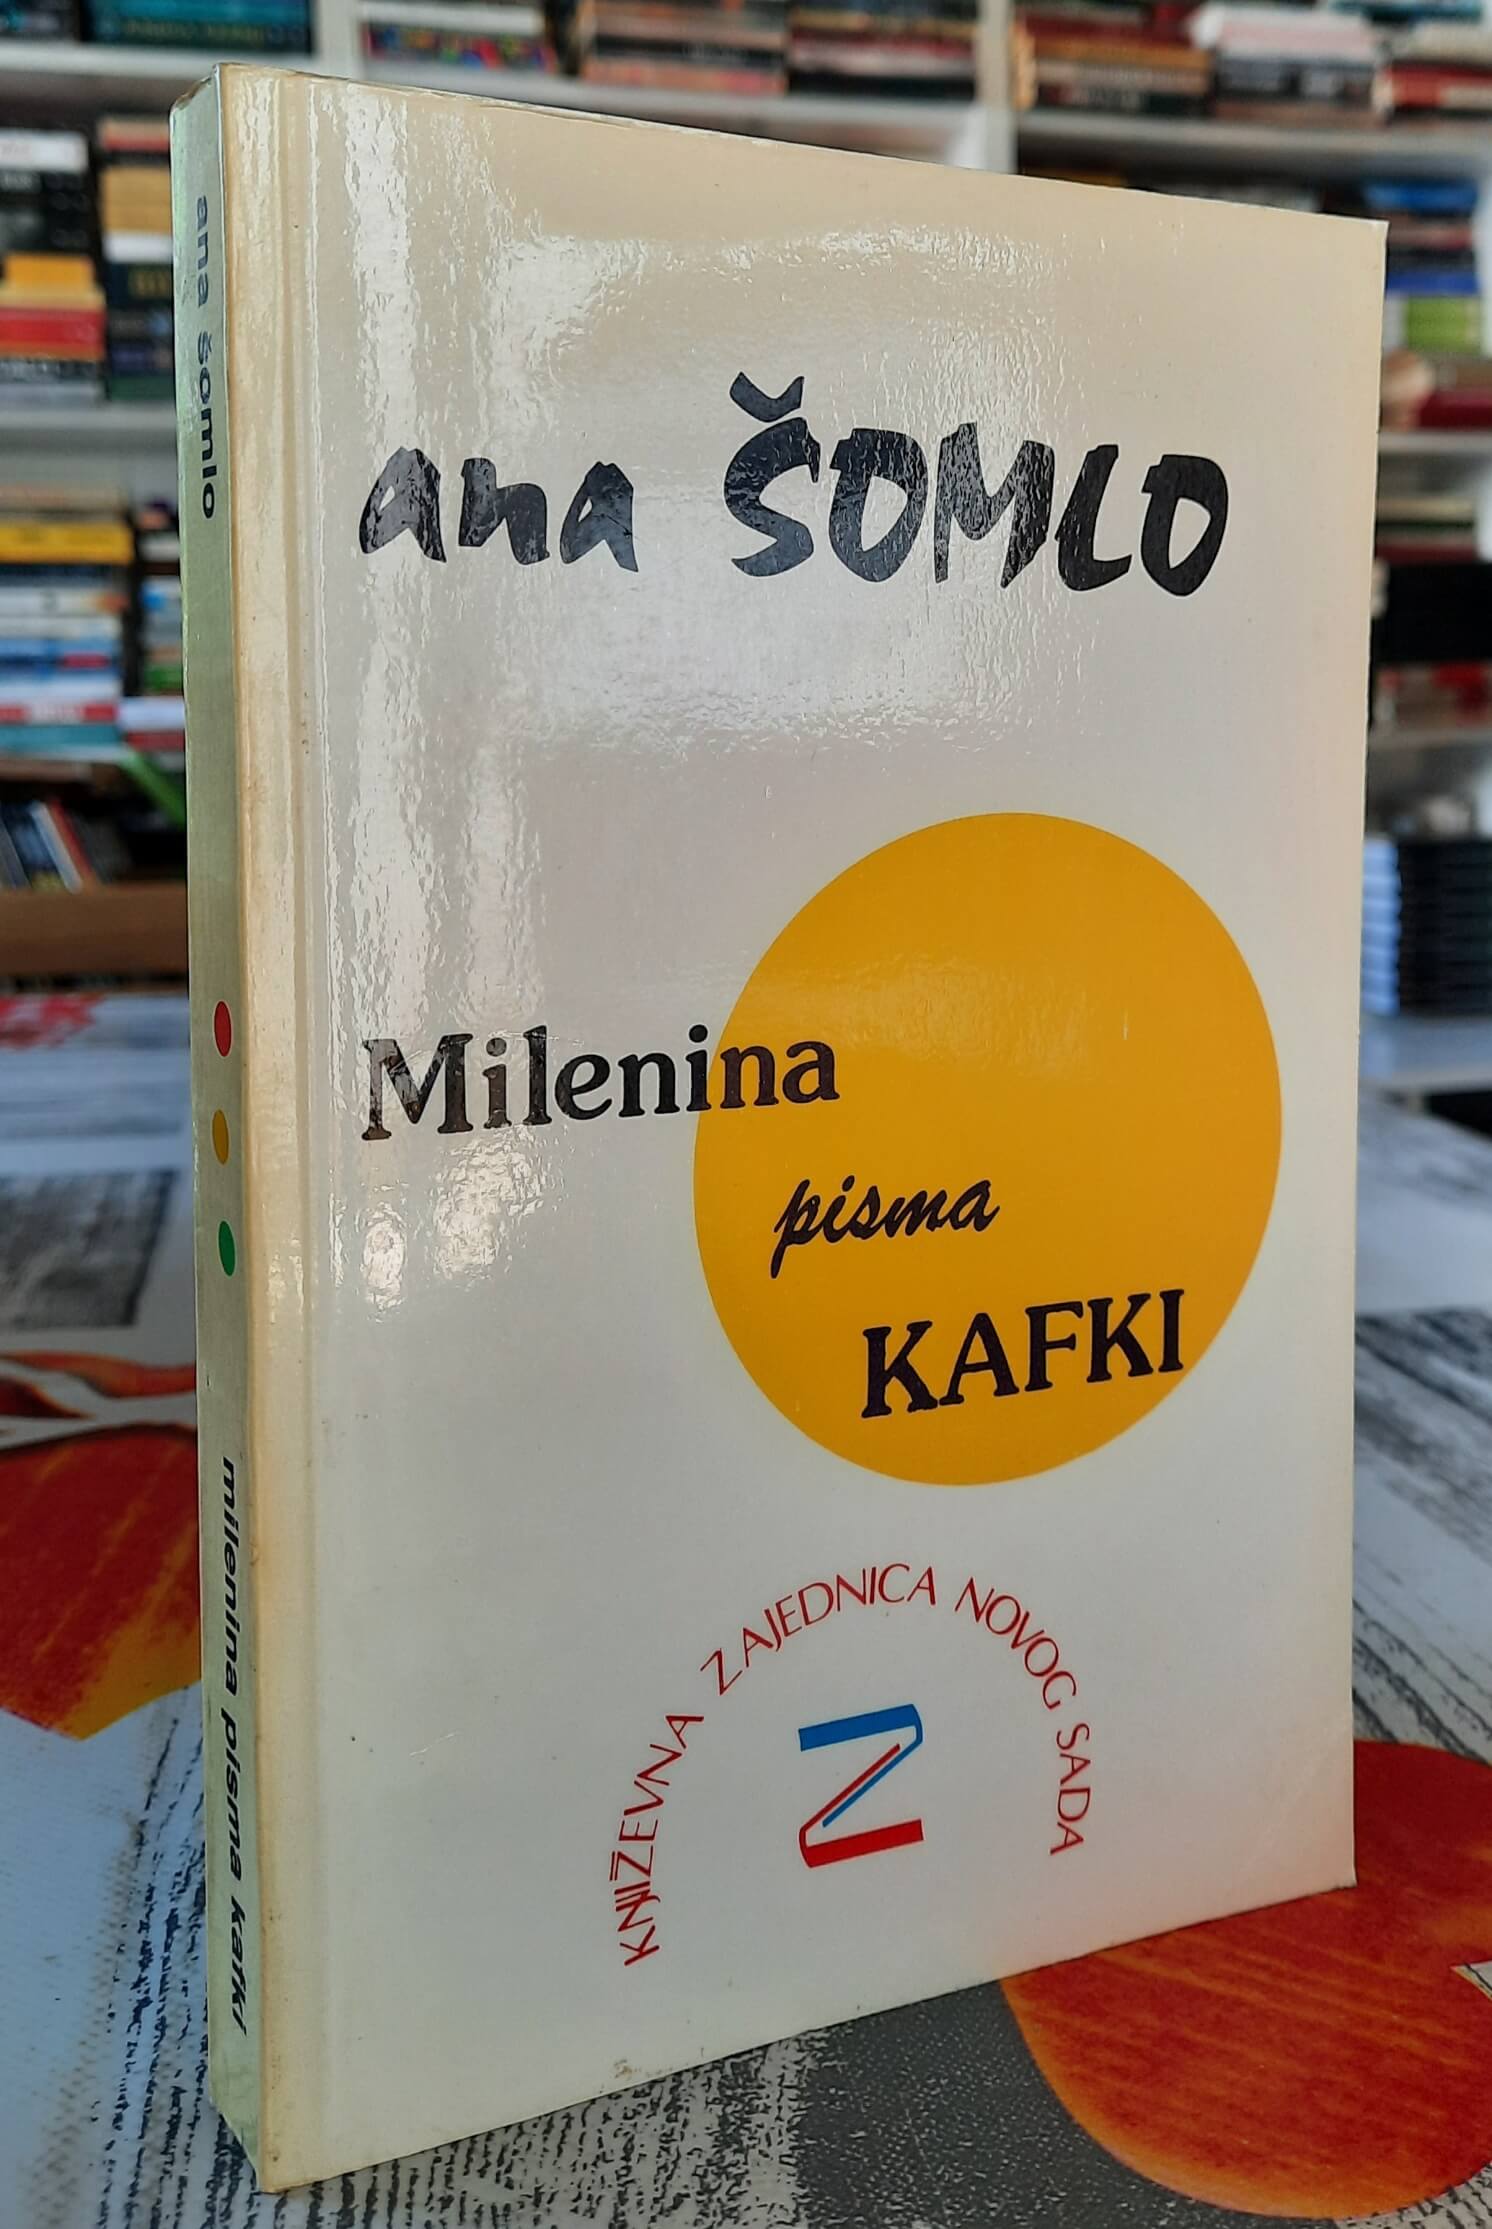 ana šomlo
milenina pisma kafki
ana ŠOMLO
Milenina
pisma
KAFKI
KNJIŽEVNA ZAJEDNICA NOVOG SADA